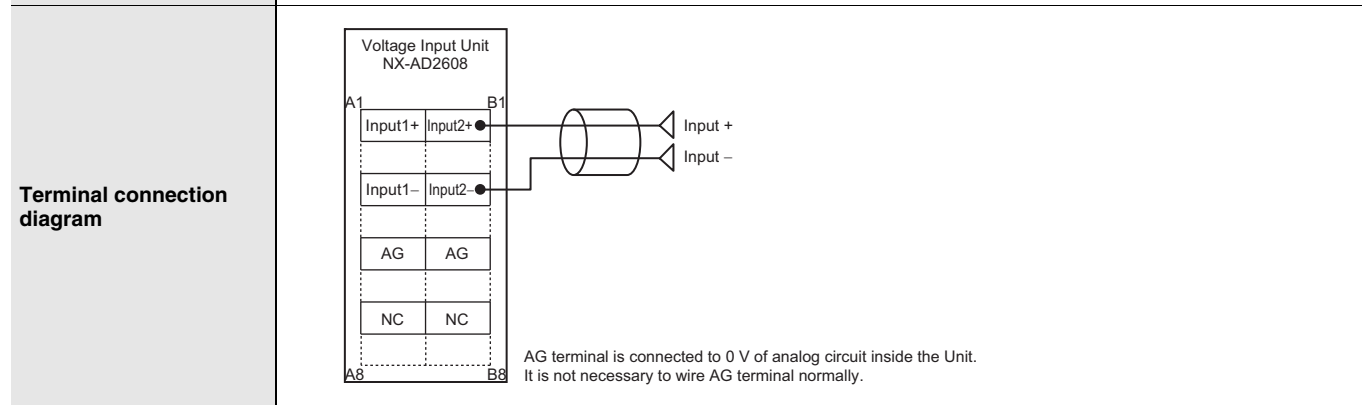 Terminal connection
diagram
Voltage Input Unit
NX-AD2608
A1 B1
Input1+ Input2+
Input +
Input −
Input1− Input2−
AG AG
NC NC
A8 B8
AG terminal is connected to 0 V of analog circuit inside the Unit.
It is not necessary to wire AG terminal normally.